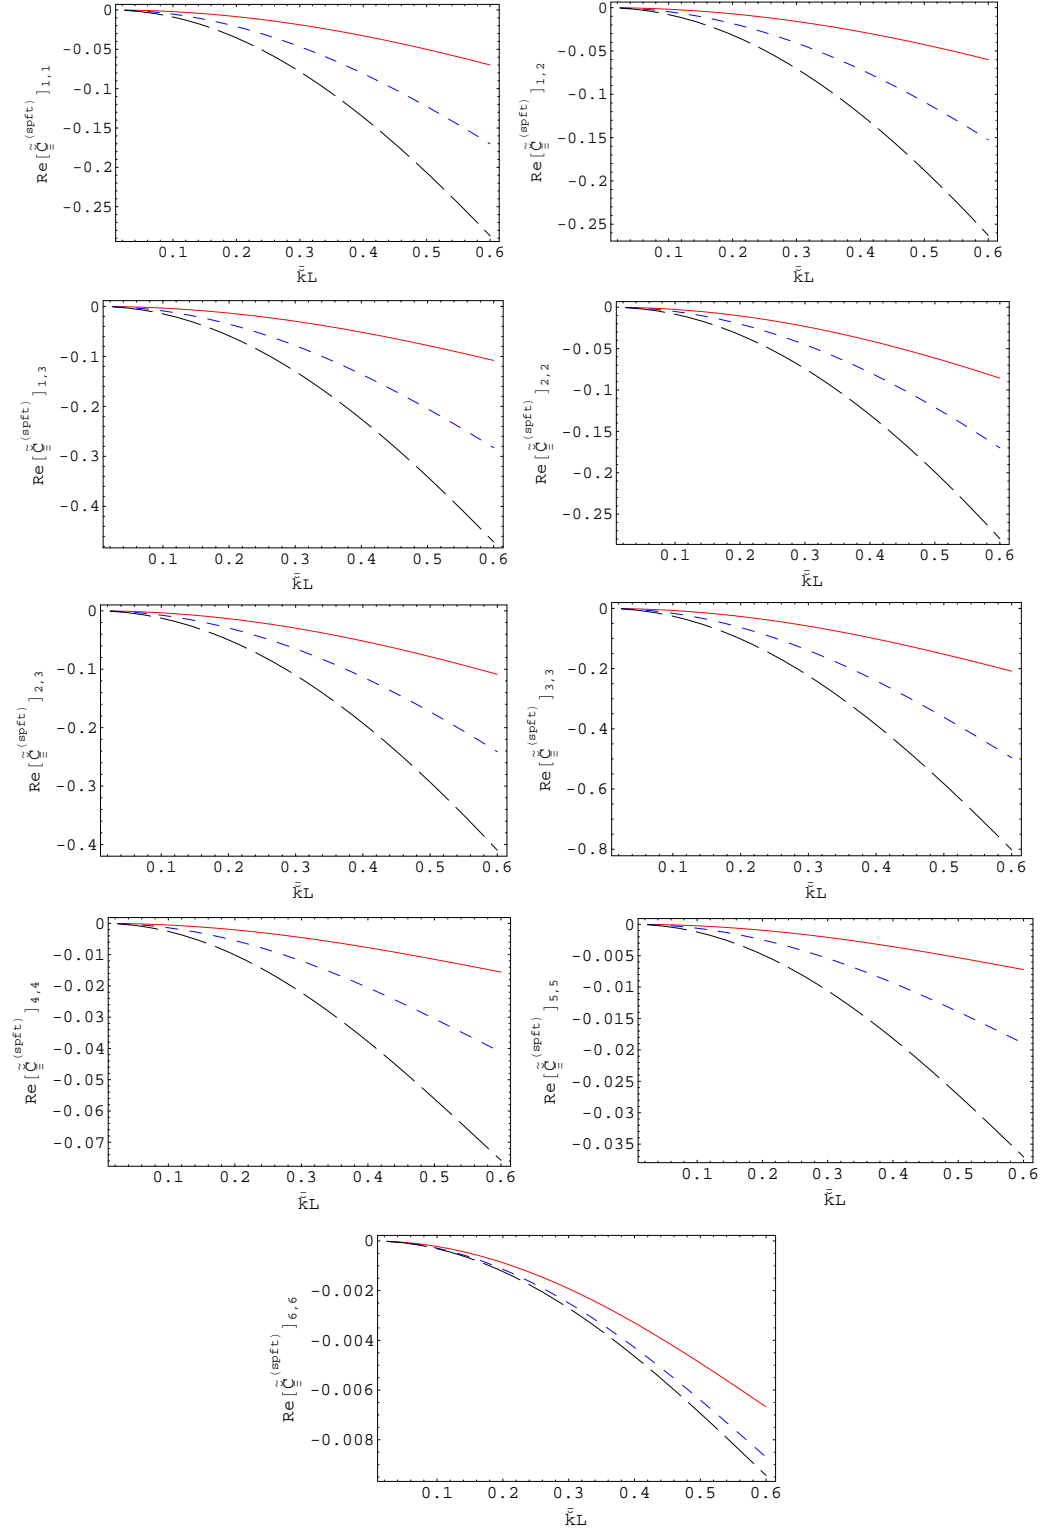 0
-0.05
-0.1
-0.15
-0.2
-0.25
0.1 0.2 0.3 0.4 0.5 0.6
k̄̆L
Re[C̲̲̃̆^(spft)]_1,1
0
-0.05
-0.1
-0.15
-0.2
-0.25
0.1 0.2 0.3 0.4 0.5 0.6
k̄̆L
Re[C̲̲̃̆^(spft)]_1,2
0
-0.1
-0.2
-0.3
-0.4
0.1 0.2 0.3 0.4 0.5 0.6
k̄̆L
Re[C̲̲̃̆^(spft)]_1,3
0
-0.05
-0.1
-0.15
-0.2
-0.25
0.1 0.2 0.3 0.4 0.5 0.6
k̄̆L
Re[C̲̲̃̆^(spft)]_2,2
0
-0.1
-0.2
-0.3
-0.4
0.1 0.2 0.3 0.4 0.5 0.6
k̄̆L
Re[C̲̲̃̆^(spft)]_2,3
0
-0.2
-0.4
-0.6
-0.8
0.1 0.2 0.3 0.4 0.5 0.6
k̄̆L
Re[C̲̲̃̆^(spft)]_3,3
0
-0.01
-0.02
-0.03
-0.04
-0.05
-0.06
-0.07
0.1 0.2 0.3 0.4 0.5 0.6
k̄̆L
Re[C̲̲̃̆^(spft)]_4,4
0
-0.005
-0.01
-0.015
-0.02
-0.025
-0.03
-0.035
0.1 0.2 0.3 0.4 0.5 0.6
k̄̆L
Re[C̲̲̃̆^(spft)]_5,5
0
-0.002
-0.004
-0.006
-0.008
0.1 0.2 0.3 0.4 0.5 0.6
k̄̆L
Re[C̲̲̃̆^(spft)]_6,6